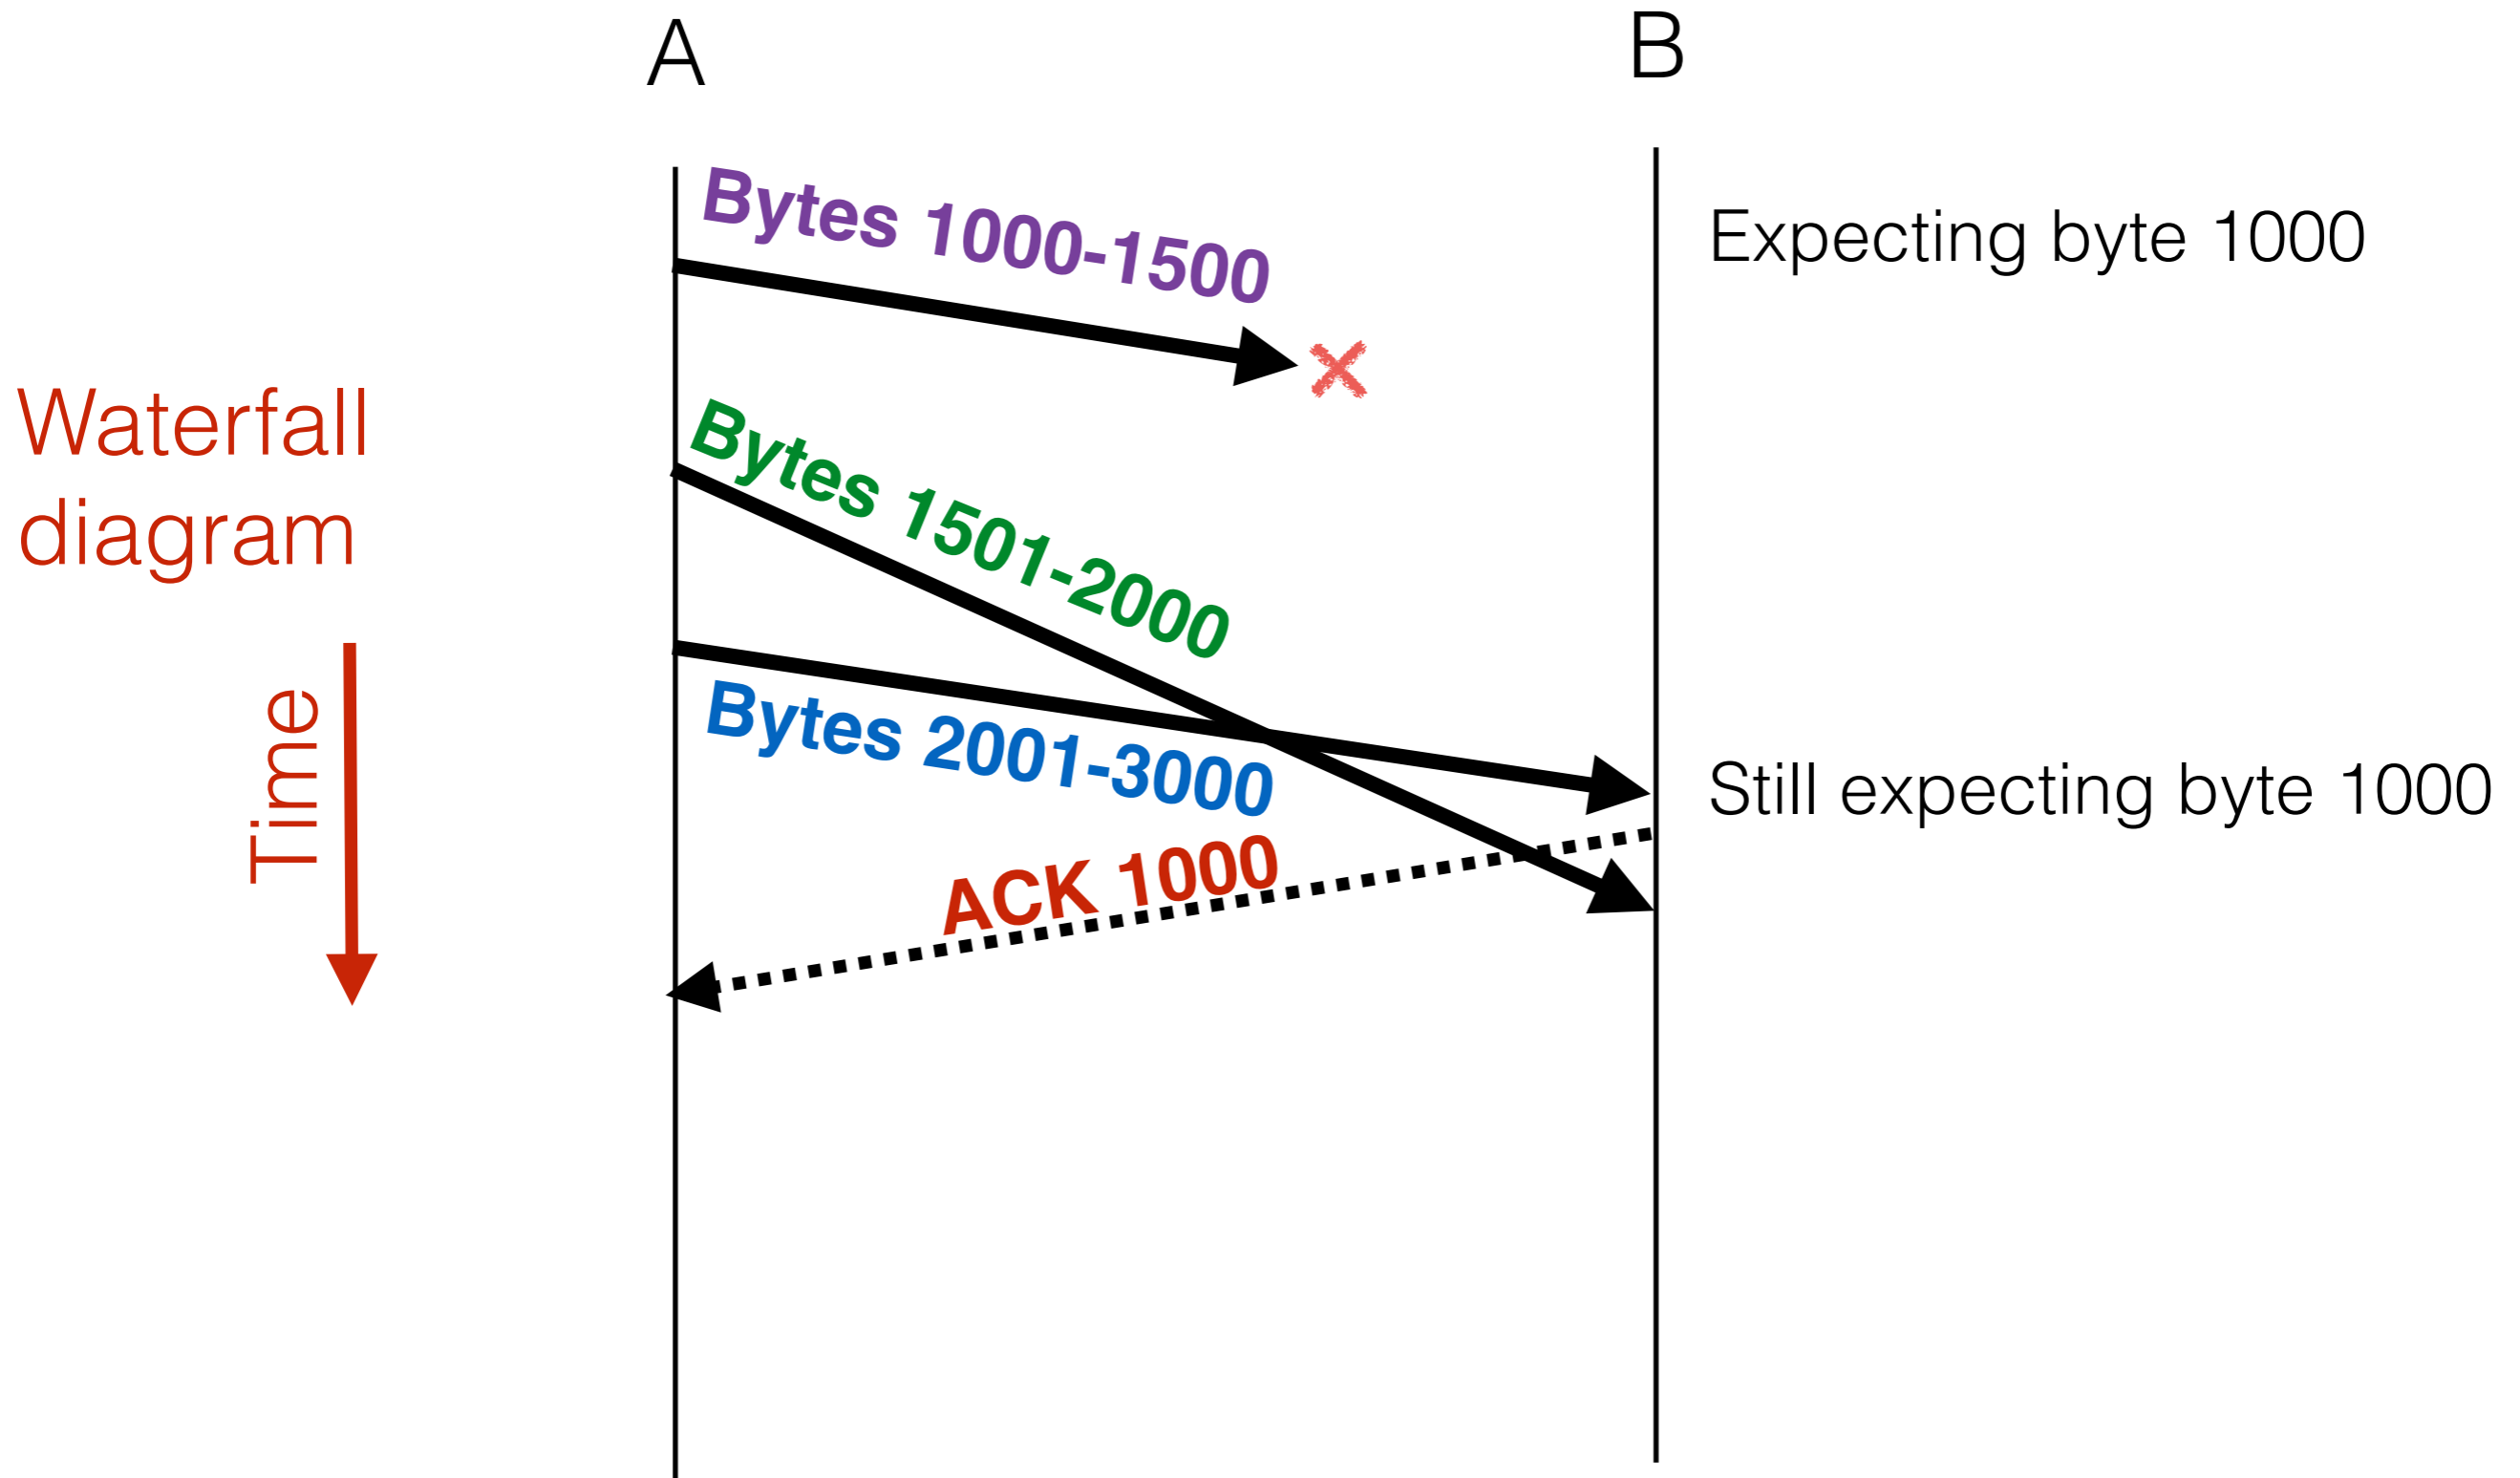 A
B
Bytes 1000-1500
Expecting byte 1000
Waterfall
diagram
Bytes 1501-2000
Time
Bytes 2001-3000
Still expecting byte 1000
ACK 1000